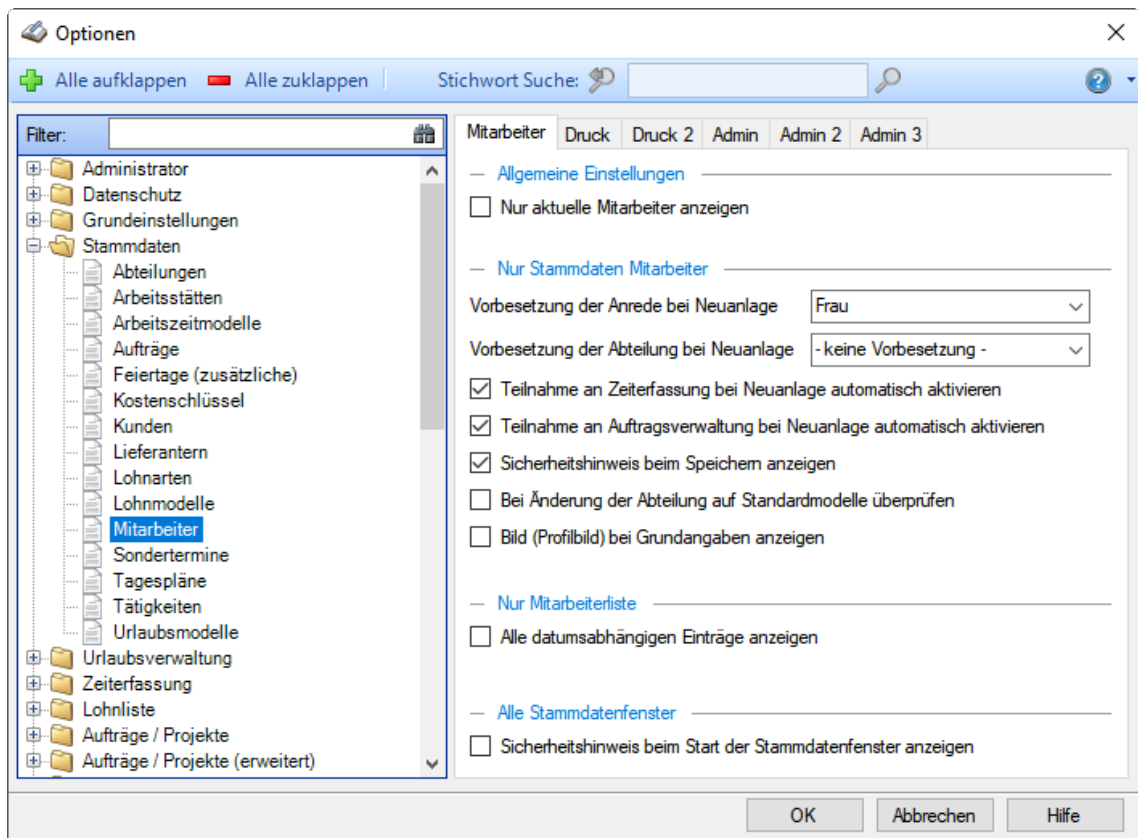 Optionen
Alle aufklappen Alle zuklappen Stichwort Suche:
Filter:
Administrator
Datenschutz
Grundeinstellungen
Stammdaten
Abteilungen
Arbeitsstätten
Arbeitszeitmodelle
Aufträge
Feiertage (zusätzliche)
Kostenschlüssel
Kunden
Lieferantern
Lohnarten
Lohnmodelle
Mitarbeiter
Sondertermine
Tagespläne
Tätigkeiten
Urlaubsmodelle
Urlaubsverwaltung
Zeiterfassung
Lohnliste
Aufträge / Projekte
Aufträge / Projekte (erweitert)
Mitarbeiter Druck Druck 2 Admin Admin 2 Admin 3
Allgemeine Einstellungen
Nur aktuelle Mitarbeiter anzeigen
Nur Stammdaten Mitarbeiter
Vorbesetzung der Anrede bei Neuanlage Frau
Vorbesetzung der Abteilung bei Neuanlage - keine Vorbesetzung -
Teilnahme an Zeiterfassung bei Neuanlage automatisch aktivieren
Teilnahme an Auftragsverwaltung bei Neuanlage automatisch aktivieren
Sicherheitshinweis beim Speichern anzeigen
Bei Änderung der Abteilung auf Standardmodelle überprüfen
Bild (Profilbild) bei Grundangaben anzeigen
Nur Mitarbeiterliste
Alle datumsabhängigen Einträge anzeigen
Alle Stammdatenfenster
Sicherheitshinweis beim Start der Stammdatenfenster anzeigen
OK Abbrechen Hilfe